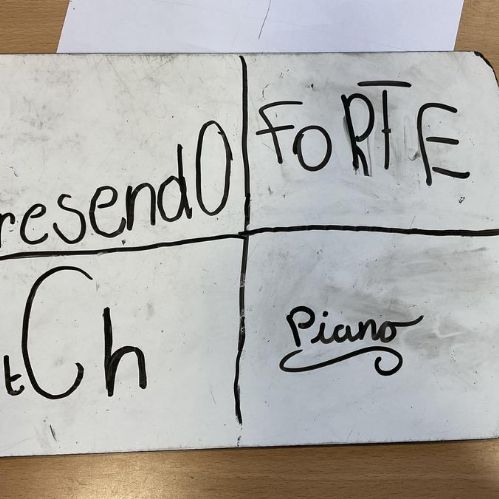 resendO
FORTE
tCh
Piano